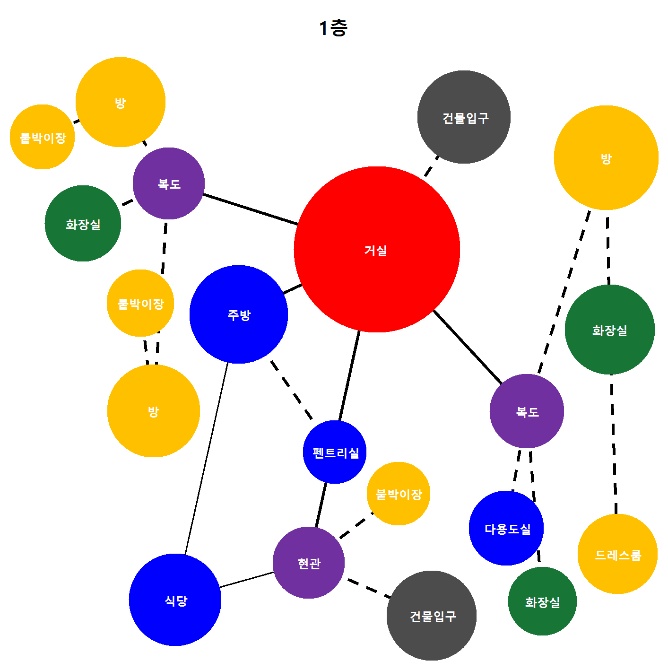 1층
방
붙박이장
건물입구
방
복도
화장실
거실
붙박이장
주방
화장실
방
복도
펜트리실
붙박이장
다용도실
현관
드레스룸
식당
화장실
건물입구